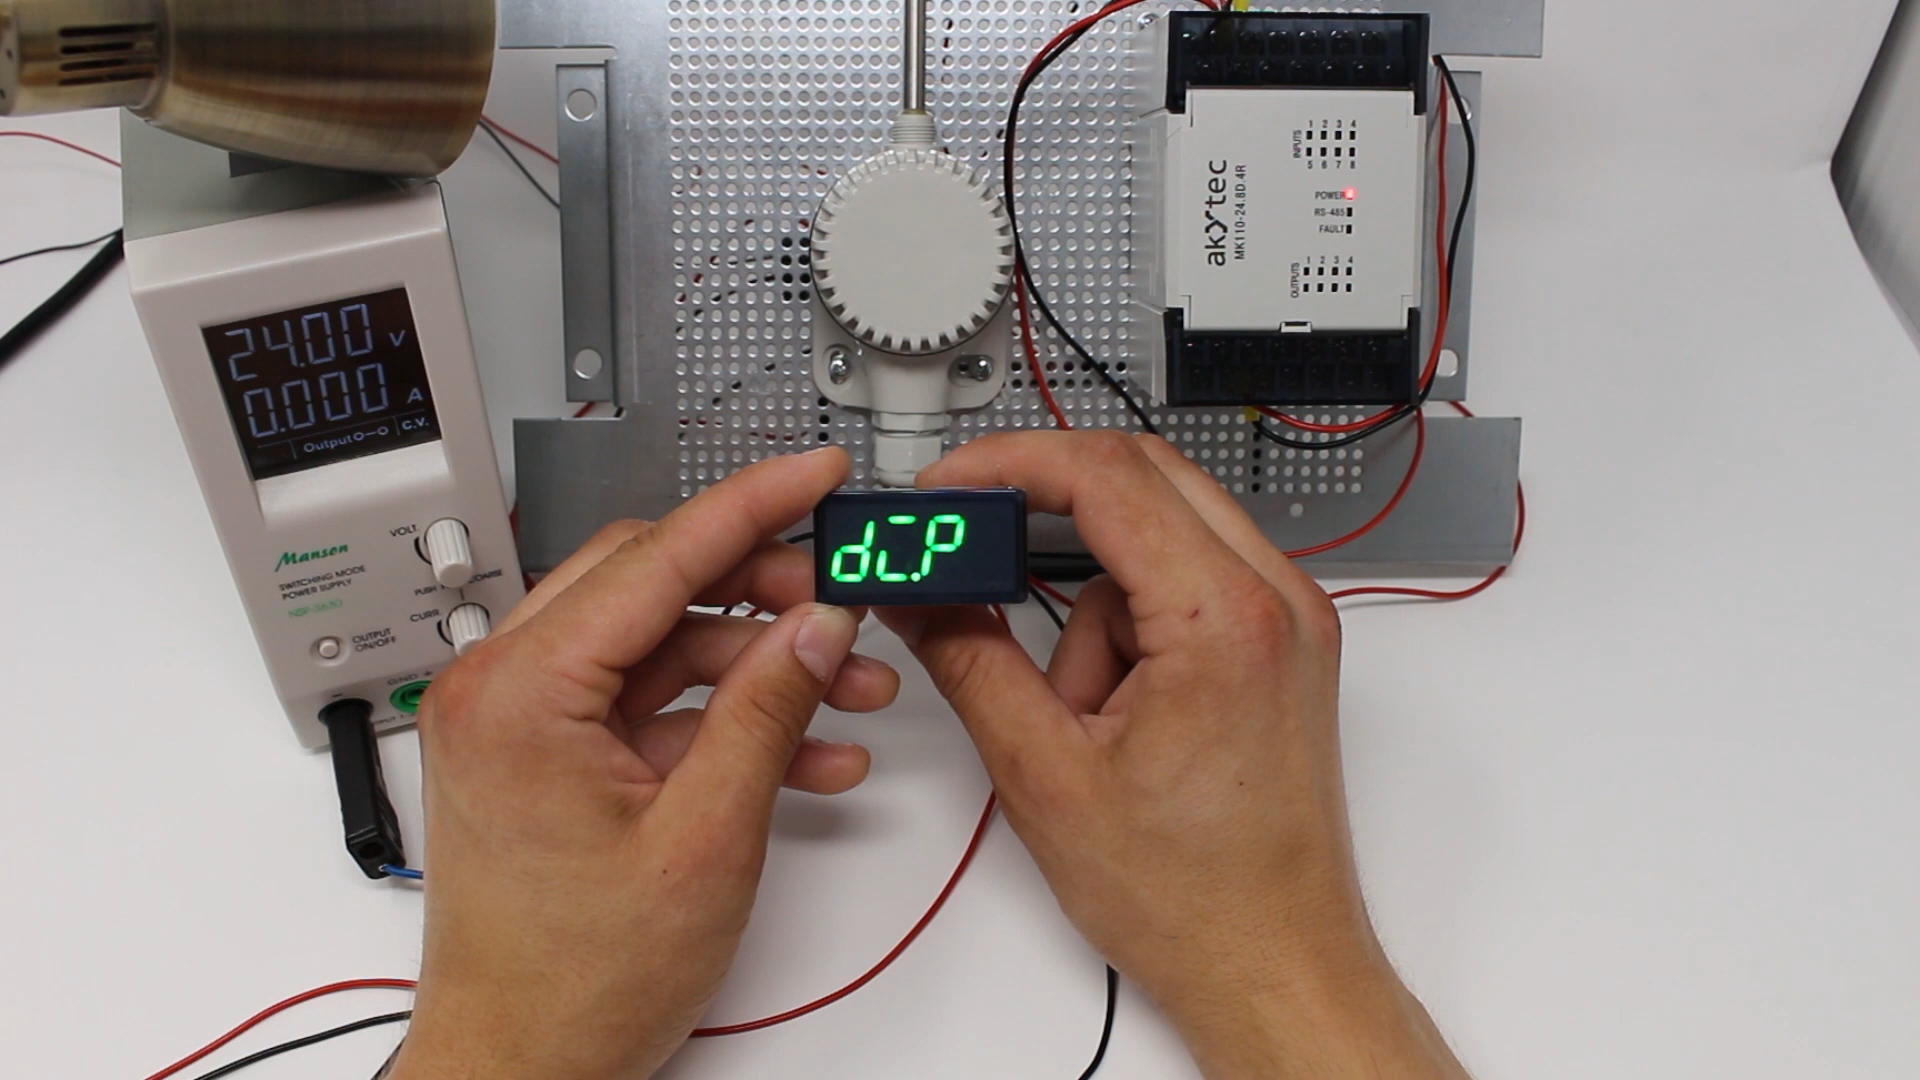 24.00 V
0.000 A
Output C.V.
Manson
SWITCHING MODE
POWER SUPPLY
VOLT.
CURR.
OUTPUT
ON/OFF
GND +
-
akYtec
MK110-24.8D.4R
INPUTS
1 2 3 4
5 6 7 8
POWER
RS-485
FAULT
OUTPUTS
1 2 3 4